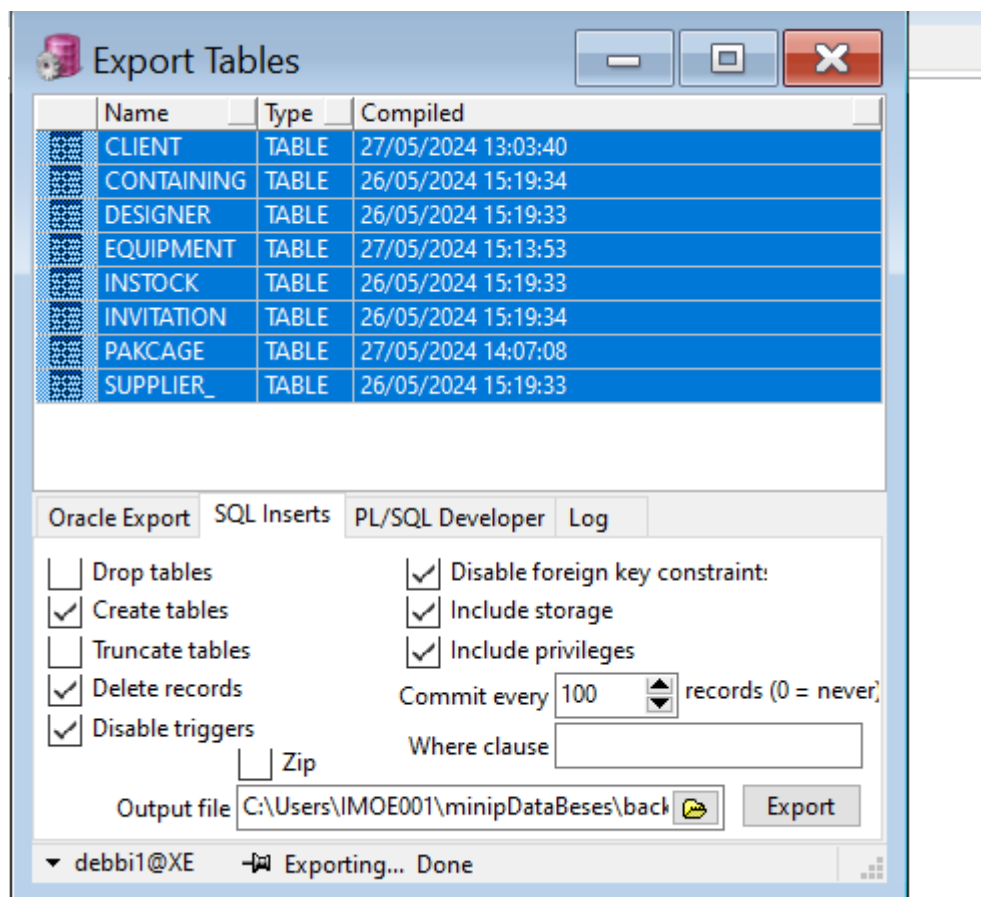 Export Tables
Name Type Compiled
CLIENT TABLE 27/05/2024 13:03:40
CONTAINING TABLE 26/05/2024 15:19:34
DESIGNER TABLE 26/05/2024 15:19:33
EQUIPMENT TABLE 27/05/2024 15:13:53
INSTOCK TABLE 26/05/2024 15:19:33
INVITATION TABLE 26/05/2024 15:19:34
PAKCAGE TABLE 27/05/2024 14:07:08
SUPPLIER_ TABLE 26/05/2024 15:19:33
Oracle Export SQL Inserts PL/SQL Developer Log
Drop tables Disable foreign key constraints
Create tables Include storage
Truncate tables Include privileges
Delete records Commit every 100 records (0 = never)
Disable triggers Where clause
Zip
Output file C:\Users\IMOE001\minipDataBeses\back Export
debbi1@XE Exporting... Done